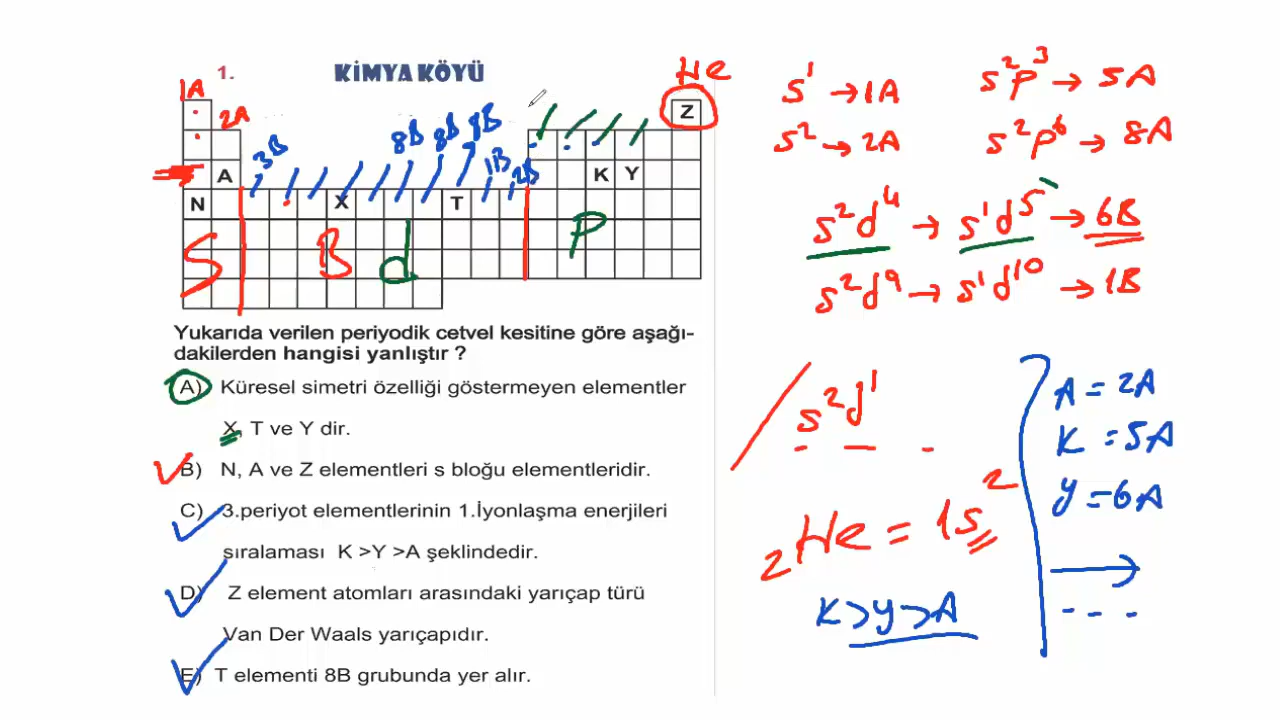 1. KİMYA KÖYÜ
He
1A
2A
3B
8B 8B 8B
1B
2B
Z
A
K Y
N
X
T
S
B
d
P
Yukarıda verilen periyodik cetvel kesitine göre aşağı-
dakilerden hangisi yanlıştır ?
A) Küresel simetri özelliği göstermeyen elementler
X, T ve Y dir.
B) N, A ve Z elementleri s bloğu elementleridir.
C) 3.periyot elementlerinin 1.İyonlaşma enerjileri
sıralaması K >Y >A şeklindedir.
D) Z element atomları arasındaki yarıçap türü
Van Der Waals yarıçapıdır.
E) T elementi 8B grubunda yer alır.
s¹ → 1A
s² → 2A
s²p³ → 5A
s²p⁶ → 8A
s²d⁴ → s¹d⁵ → 6B
s²d⁹ → s¹d¹⁰ → 1B
s²d¹
₂He = 1s²
K>Y>A
A = 2A
K = 5A
Y = 6A